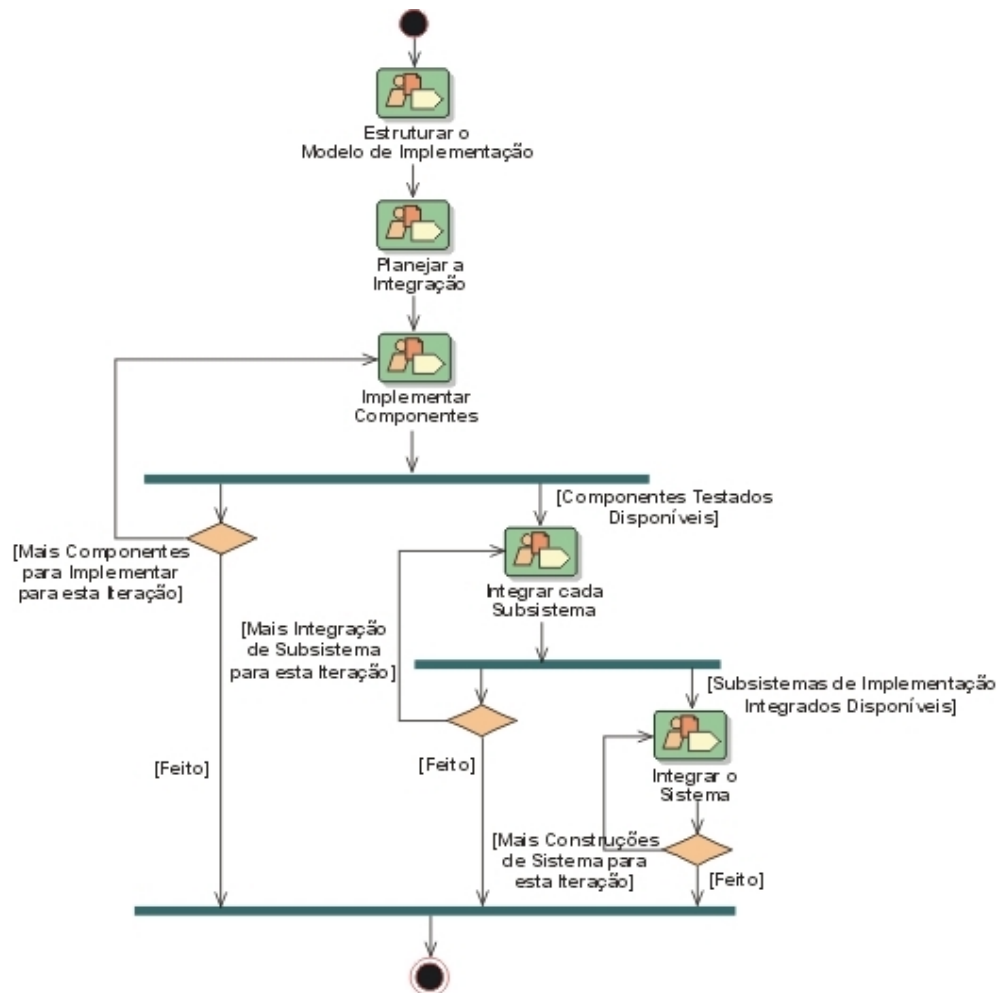 Estruturar o
Modelo de Implementação
Planejar a
Integração
Implementar
Componentes
[Componentes Testados
Disponíveis]
[Mais Componentes
para Implementar
para esta Iteração]
Integrar cada
Subsistema
[Mais Integração
de Subsistema
para esta Iteração]
[Subsistemas de Implementação
Integrados Disponíveis]
[Feito]
[Feito]
Integrar o
Sistema
[Mais Construções
de Sistema para
esta Iteração]
[Feito]